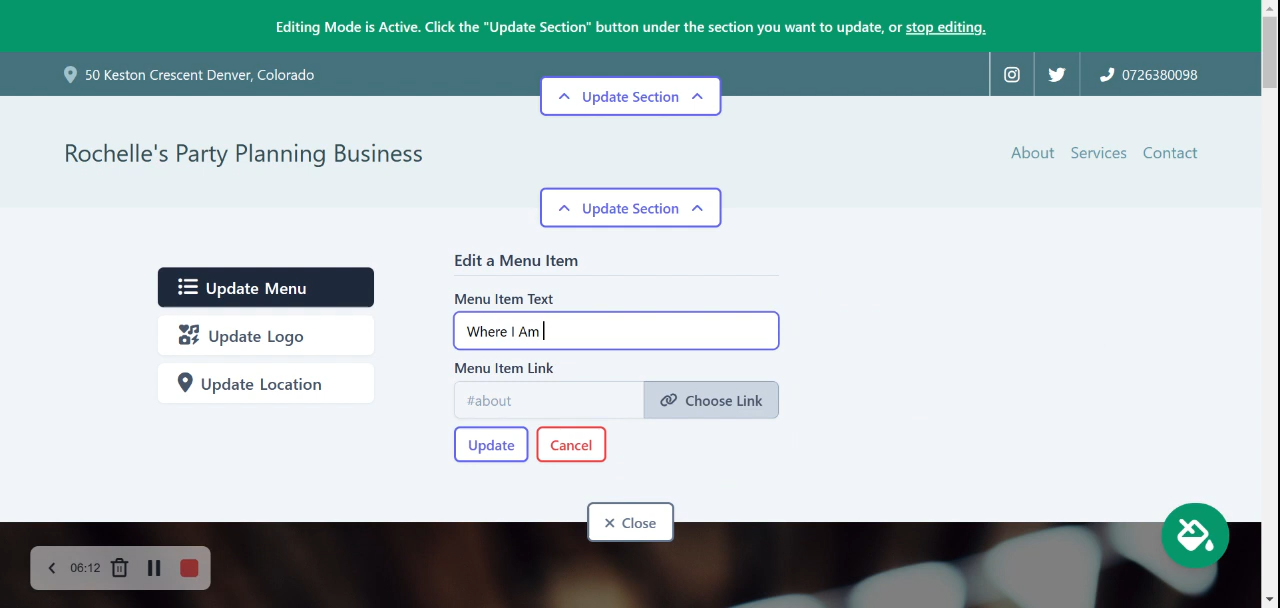 Editing Mode is Active. Click the "Update Section" button under the section you want to update, or stop editing.
50 Keston Crescent Denver, Colorado
0726380098
Update Section
Rochelle's Party Planning Business
About Services Contact
Update Section
Update Menu
Update Logo
Update Location
Edit a Menu Item
Menu Item Text
Where I Am
Menu Item Link
#about
Choose Link
Update
Cancel
Close
06:12